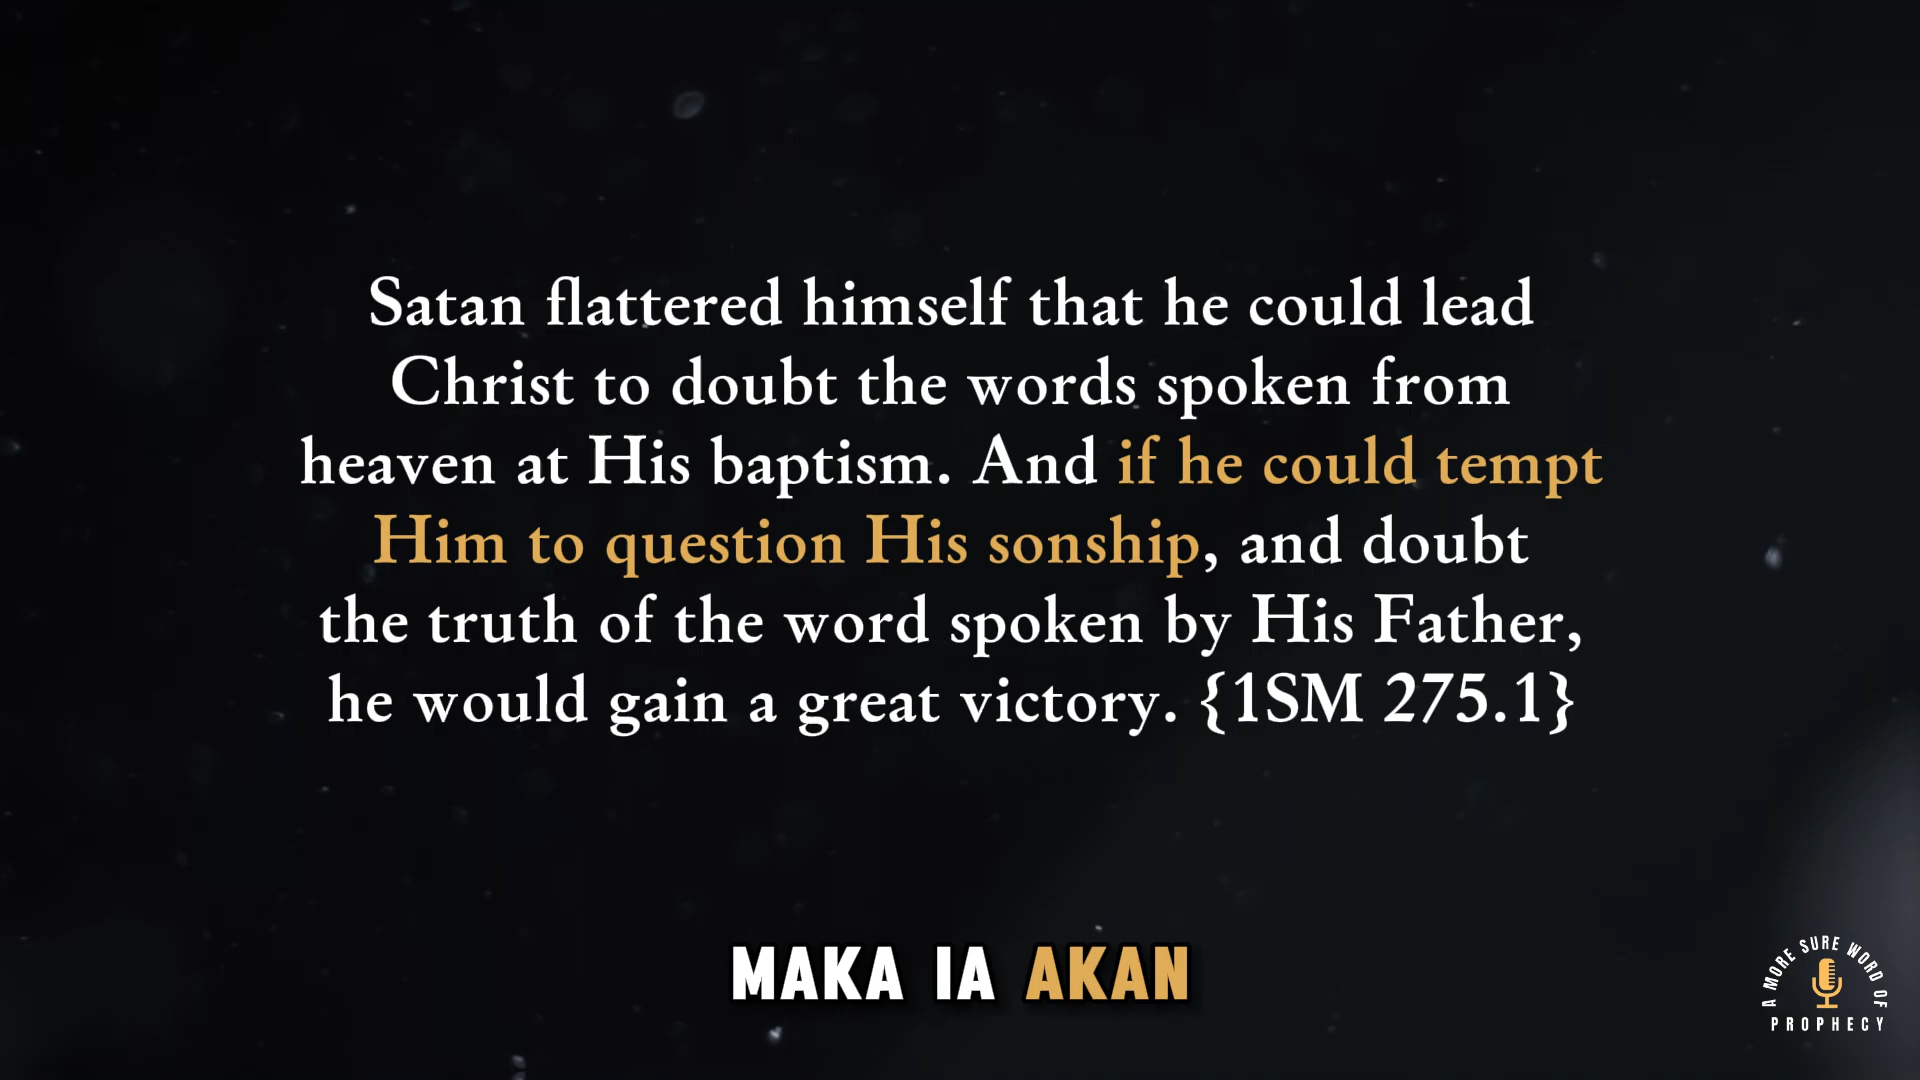 Satan flattered himself that he could lead
Christ to doubt the words spoken from
heaven at His baptism. And if he could tempt
Him to question His sonship, and doubt
the truth of the word spoken by His Father,
he would gain a great victory. {1SM 275.1}
MAKA IA AKAN
A MORE SURE WORD OF
PROPHECY